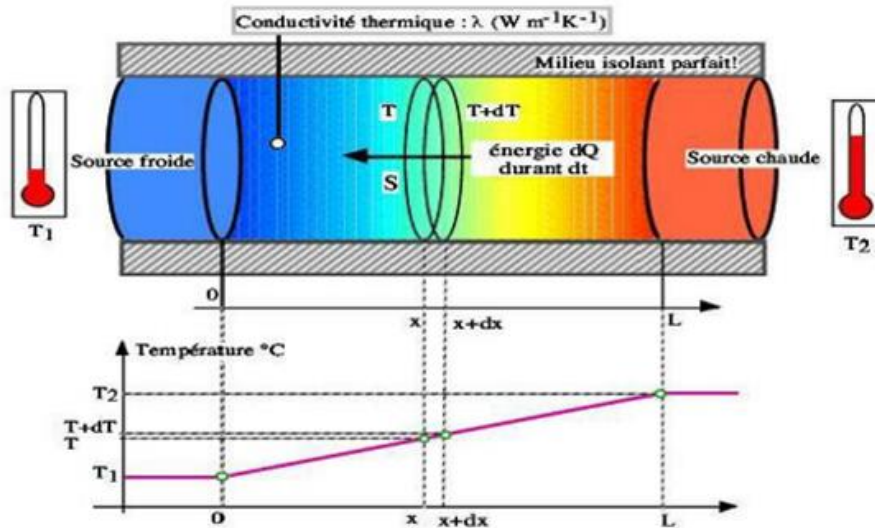 Conductivité thermique : λ (W m⁻¹K⁻¹)
Milieu isolant parfait!
T
T+dT
Source froide
énergie dQ
durant dt
Source chaude
S
T₁
T₂
0
x
x+dx
L
Température °C
T₂
T+dT
T
T₁
0
x
x+dx
L